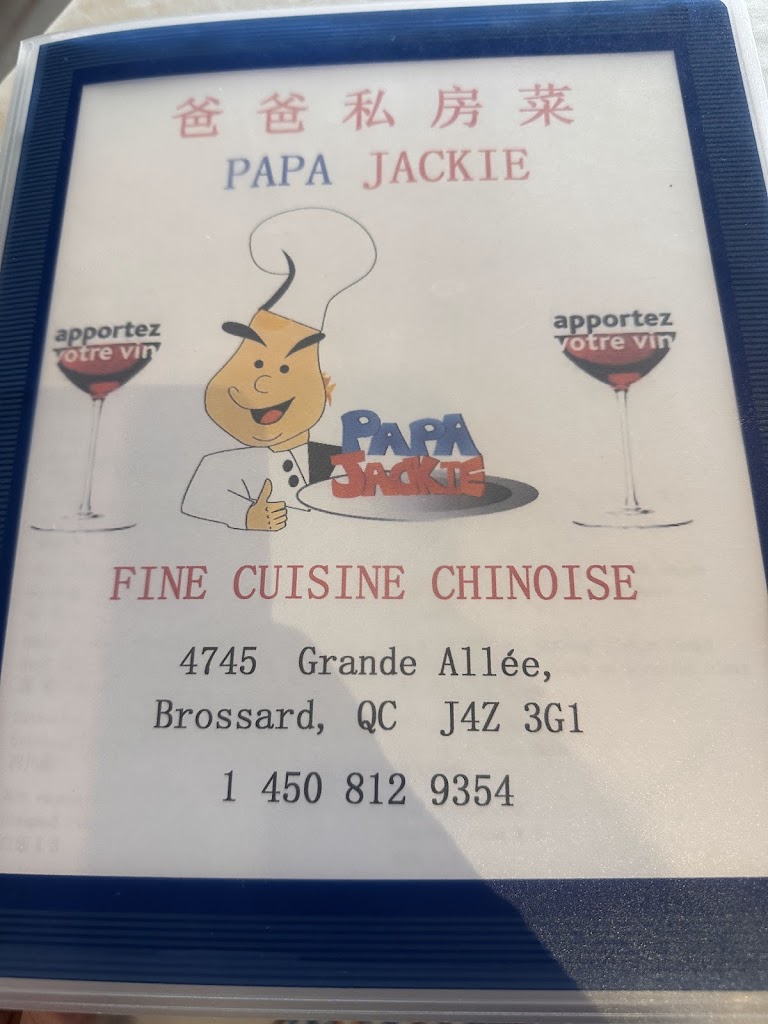 爸爸私房菜
PAPA JACKIE
apportez
votre vin
apportez
votre vin
PAPA
JACKIE
FINE CUISINE CHINOISE
4745 Grande Allée,
Brossard, QC J4Z 3G1
1 450 812 9354